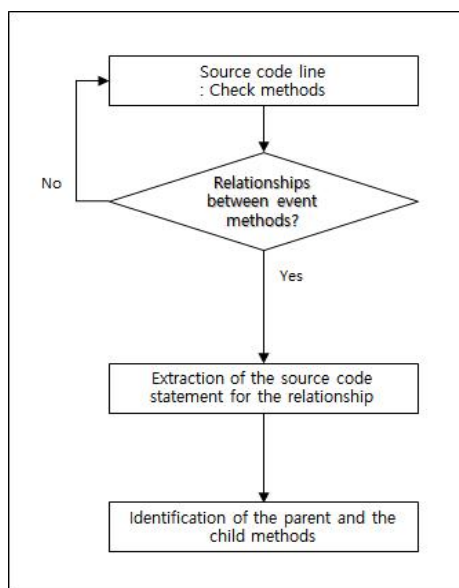 Source code line
: Check methods
No
Relationships
between event
methods?
Yes
Extraction of the source code
statement for the relationship
Identification of the parent and the
child methods